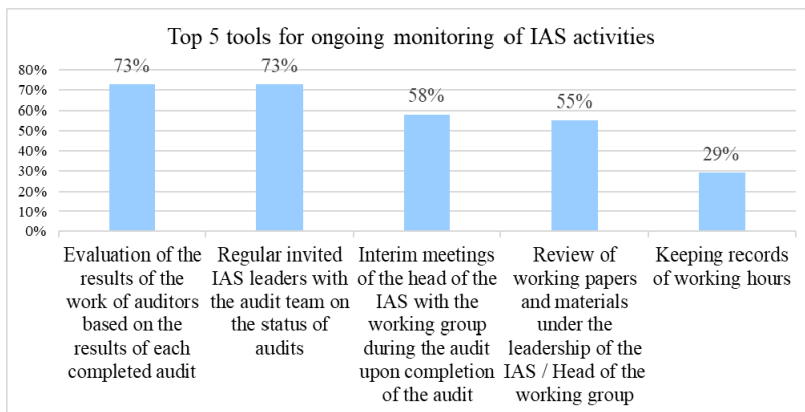 Top 5 tools for ongoing monitoring of IAS activities
73%
73%
58%
55%
29%
80%
70%
60%
50%
40%
30%
20%
10%
0%
Evaluation of the
results of the
work of auditors
based on the
results of each
completed audit
Regular invited
IAS leaders with
the audit team on
the status of
audits
Interim meetings
of the head of the
IAS with the
working group
during the audit
upon completion
of the audit
Review of
working papers
and materials
under the
leadership of the
IAS / Head of the
working group
Keeping records
of working hours